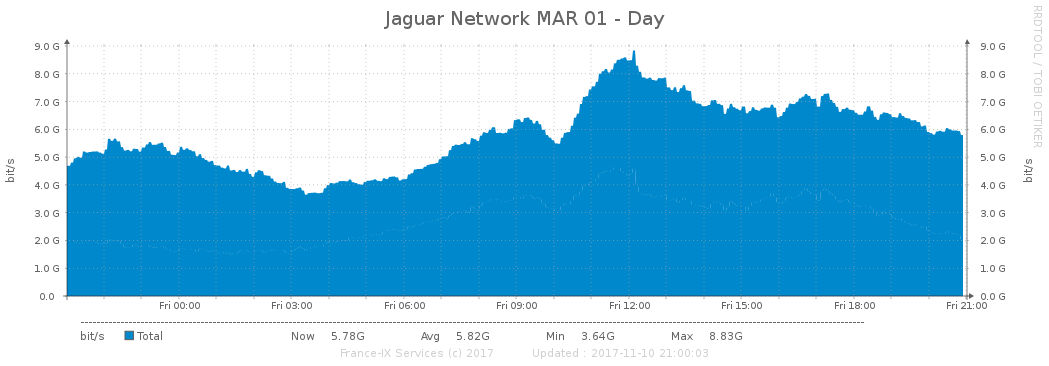 Jaguar Network MAR 01 - Day
RRDTOOL / TOBI OETIKER
bit/s
9.0 G
8.0 G
7.0 G
6.0 G
5.0 G
4.0 G
3.0 G
2.0 G
1.0 G
0.0
9.0 G
8.0 G
7.0 G
6.0 G
5.0 G
4.0 G
3.0 G
2.0 G
1.0 G
0.0 G
bit/s
Fri 00:00 Fri 03:00 Fri 06:00 Fri 09:00 Fri 12:00 Fri 15:00 Fri 18:00 Fri 21:00
bit/s Total Now 5.78G Avg 5.82G Min 3.64G Max 8.83G
France-IX Services (c) 2017 Updated : 2017-11-10 21:00:03